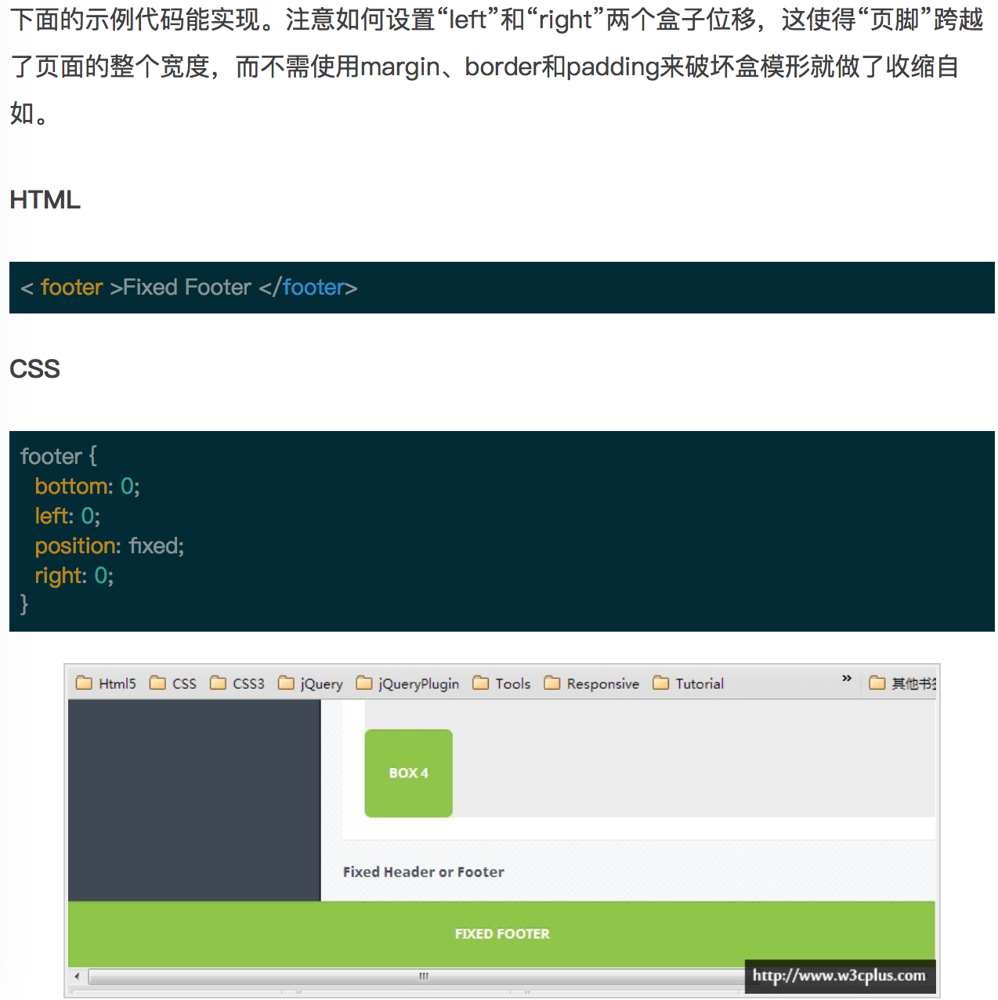 下面的示例代码能实现。注意如何设置“left”和“right”两个盒子位移，这使得“页脚”跨越
了页面的整个宽度，而不需使用margin、border和padding来破坏盒模形就做了收缩自
如。
HTML
< footer >Fixed Footer </footer>
CSS
footer {
bottom: 0;
left: 0;
position: fixed;
right: 0;
}
Html5 CSS CSS3 jQuery jQueryPlugin Tools Responsive Tutorial » 其他书签
BOX 4
Fixed Header or Footer
FIXED FOOTER
http://www.w3cplus.com